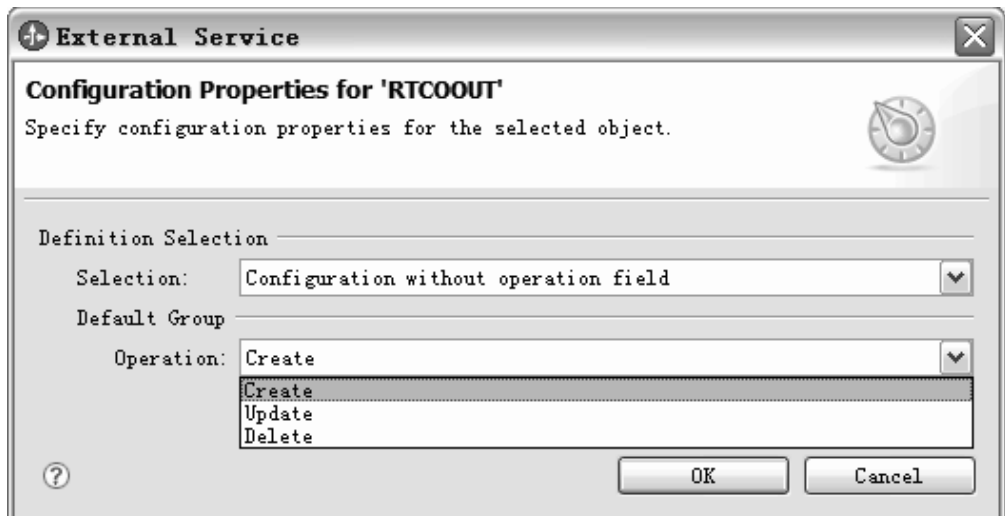 External Service
Configuration Properties for 'RTCOOUT'
Specify configuration properties for the selected object.
Definition Selection
Selection: Configuration without operation field
Default Group
Operation: Create
Create
Update
Delete
? OK Cancel